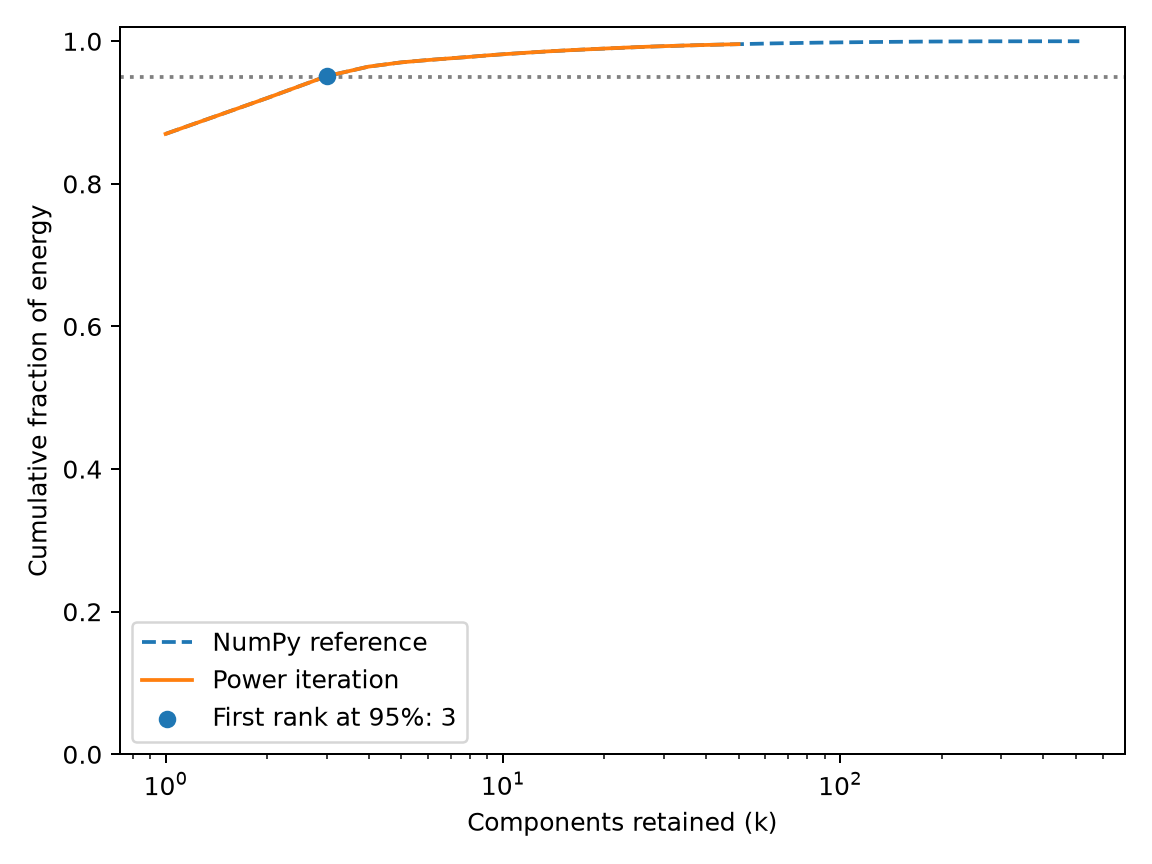 1.0
0.8
0.6
0.4
0.2
0.0
Cumulative fraction of energy
NumPy reference
Power iteration
First rank at 95%: 3
10⁰ 10¹ 10²
Components retained (k)